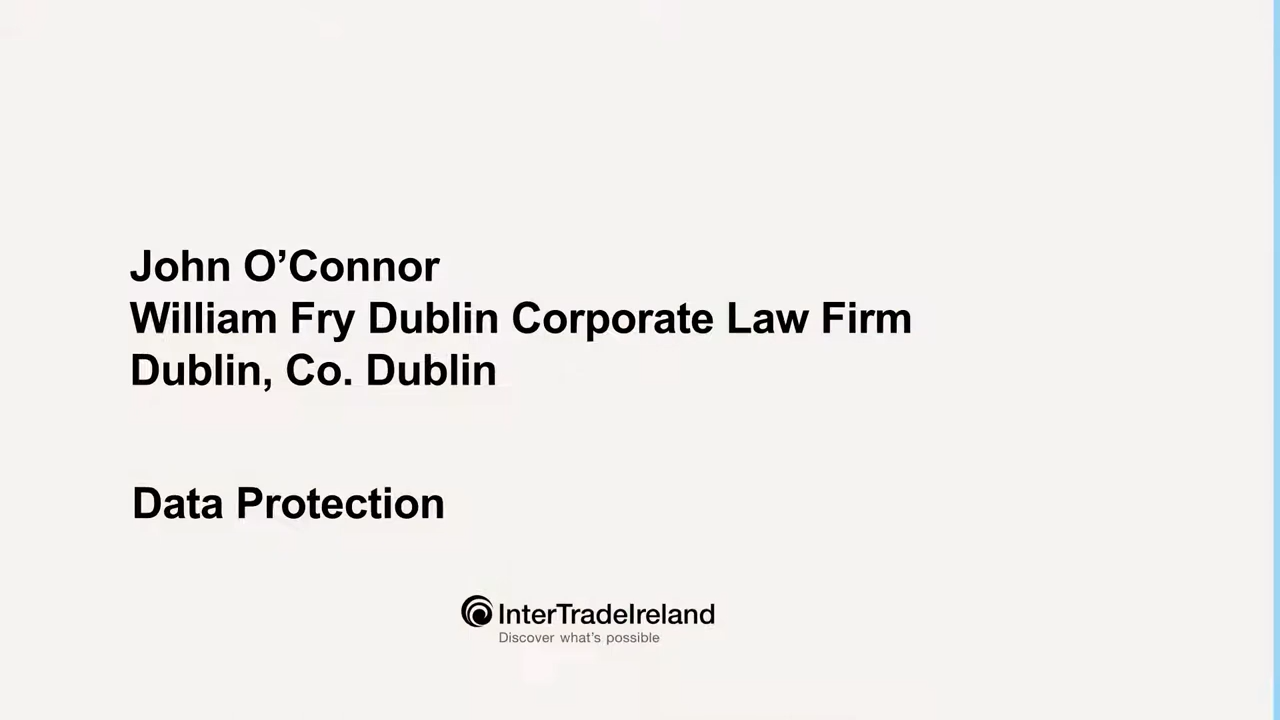 John O’Connor
William Fry Dublin Corporate Law Firm
Dublin, Co. Dublin
Data Protection
InterTradeIreland
Discover what’s possible